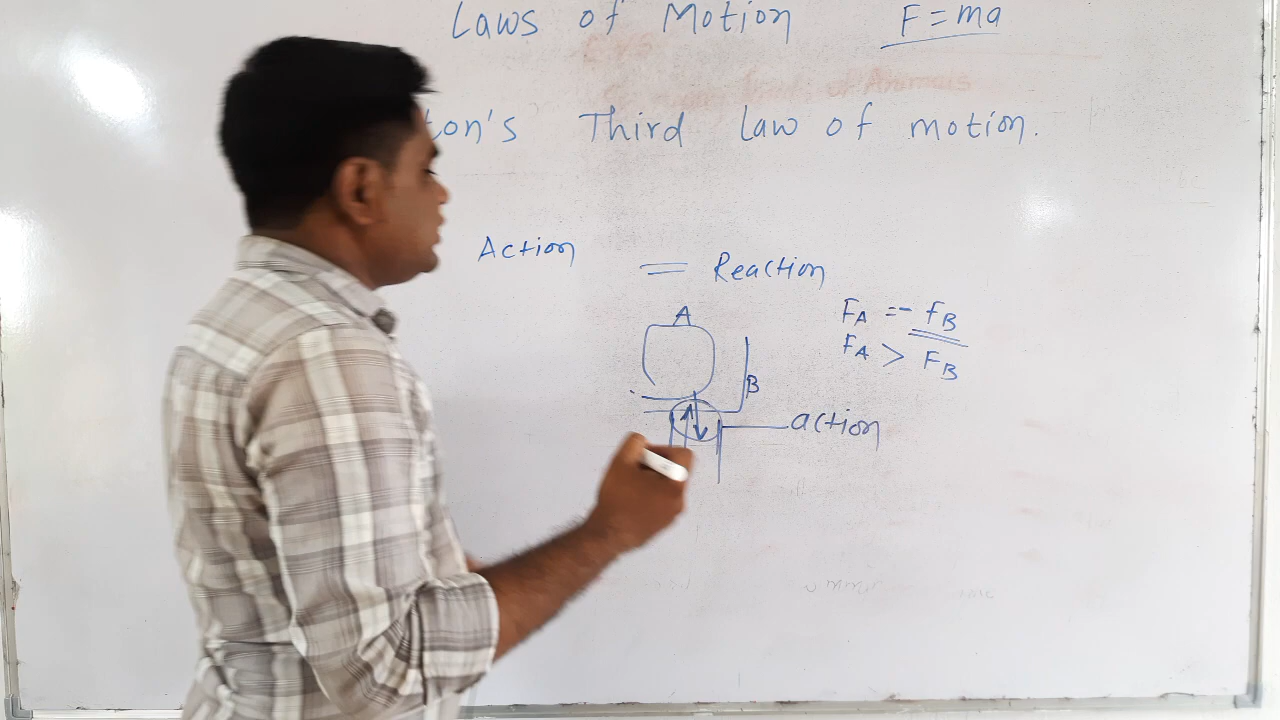 Laws of Motion F = ma
ton's Third law of motion.
Action = Reaction
A
FA = - fB
FA > FB
B
action